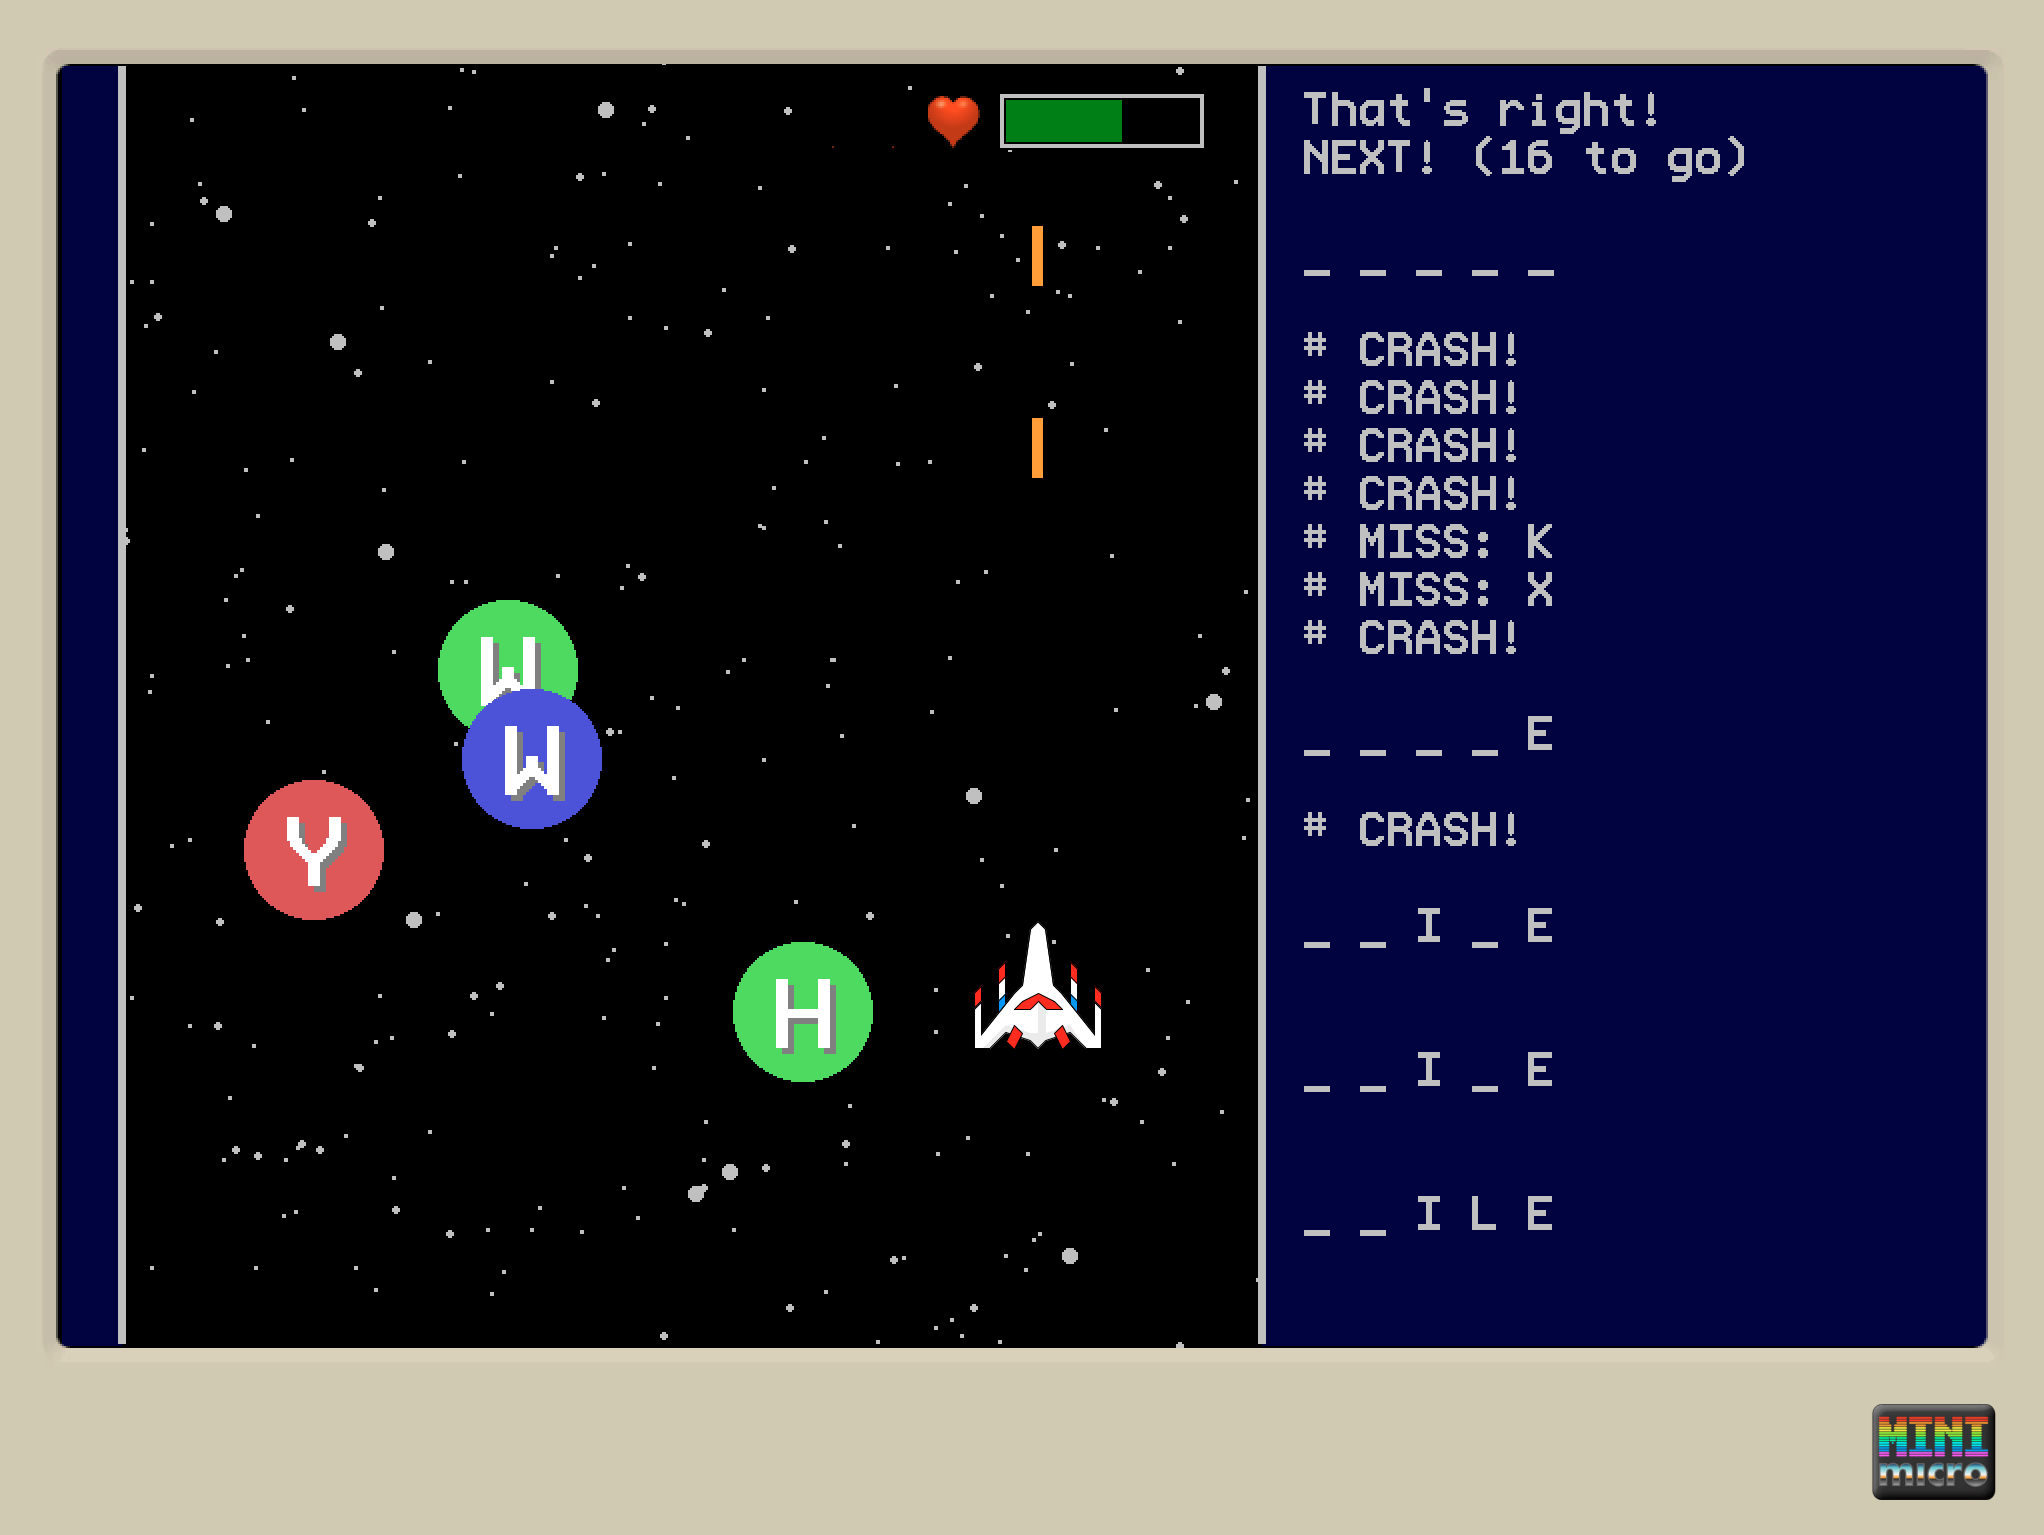 That's right!
NEXT! (16 to go)
_ _ _ _ _
# CRASH!
# CRASH!
# CRASH!
# CRASH!
# MISS: K
# MISS: X
# CRASH!
_ _ _ _ E
# CRASH!
_ _ I _ E
_ _ I _ E
_ _ I L E
W
W
Y
H
MINI
micro